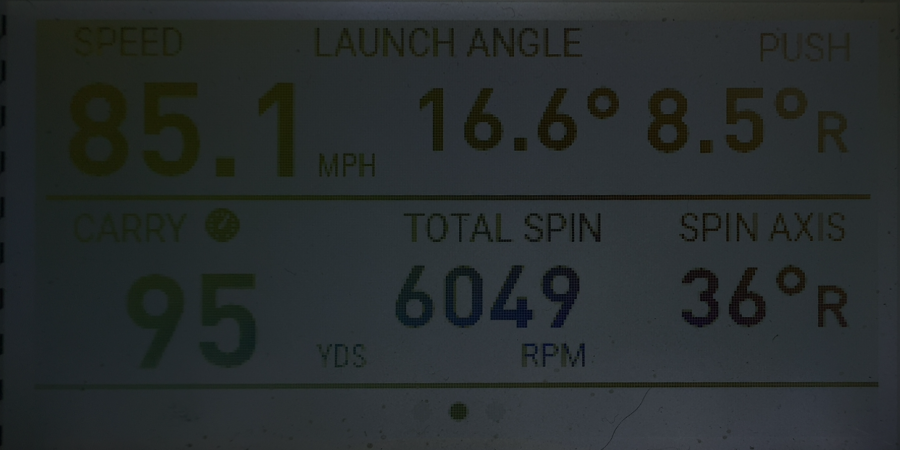 SPEED LAUNCH ANGLE PUSH
85.1 MPH 16.6° 8.5° R
CARRY TOTAL SPIN SPIN AXIS
95 YDS 6049 RPM 36° R